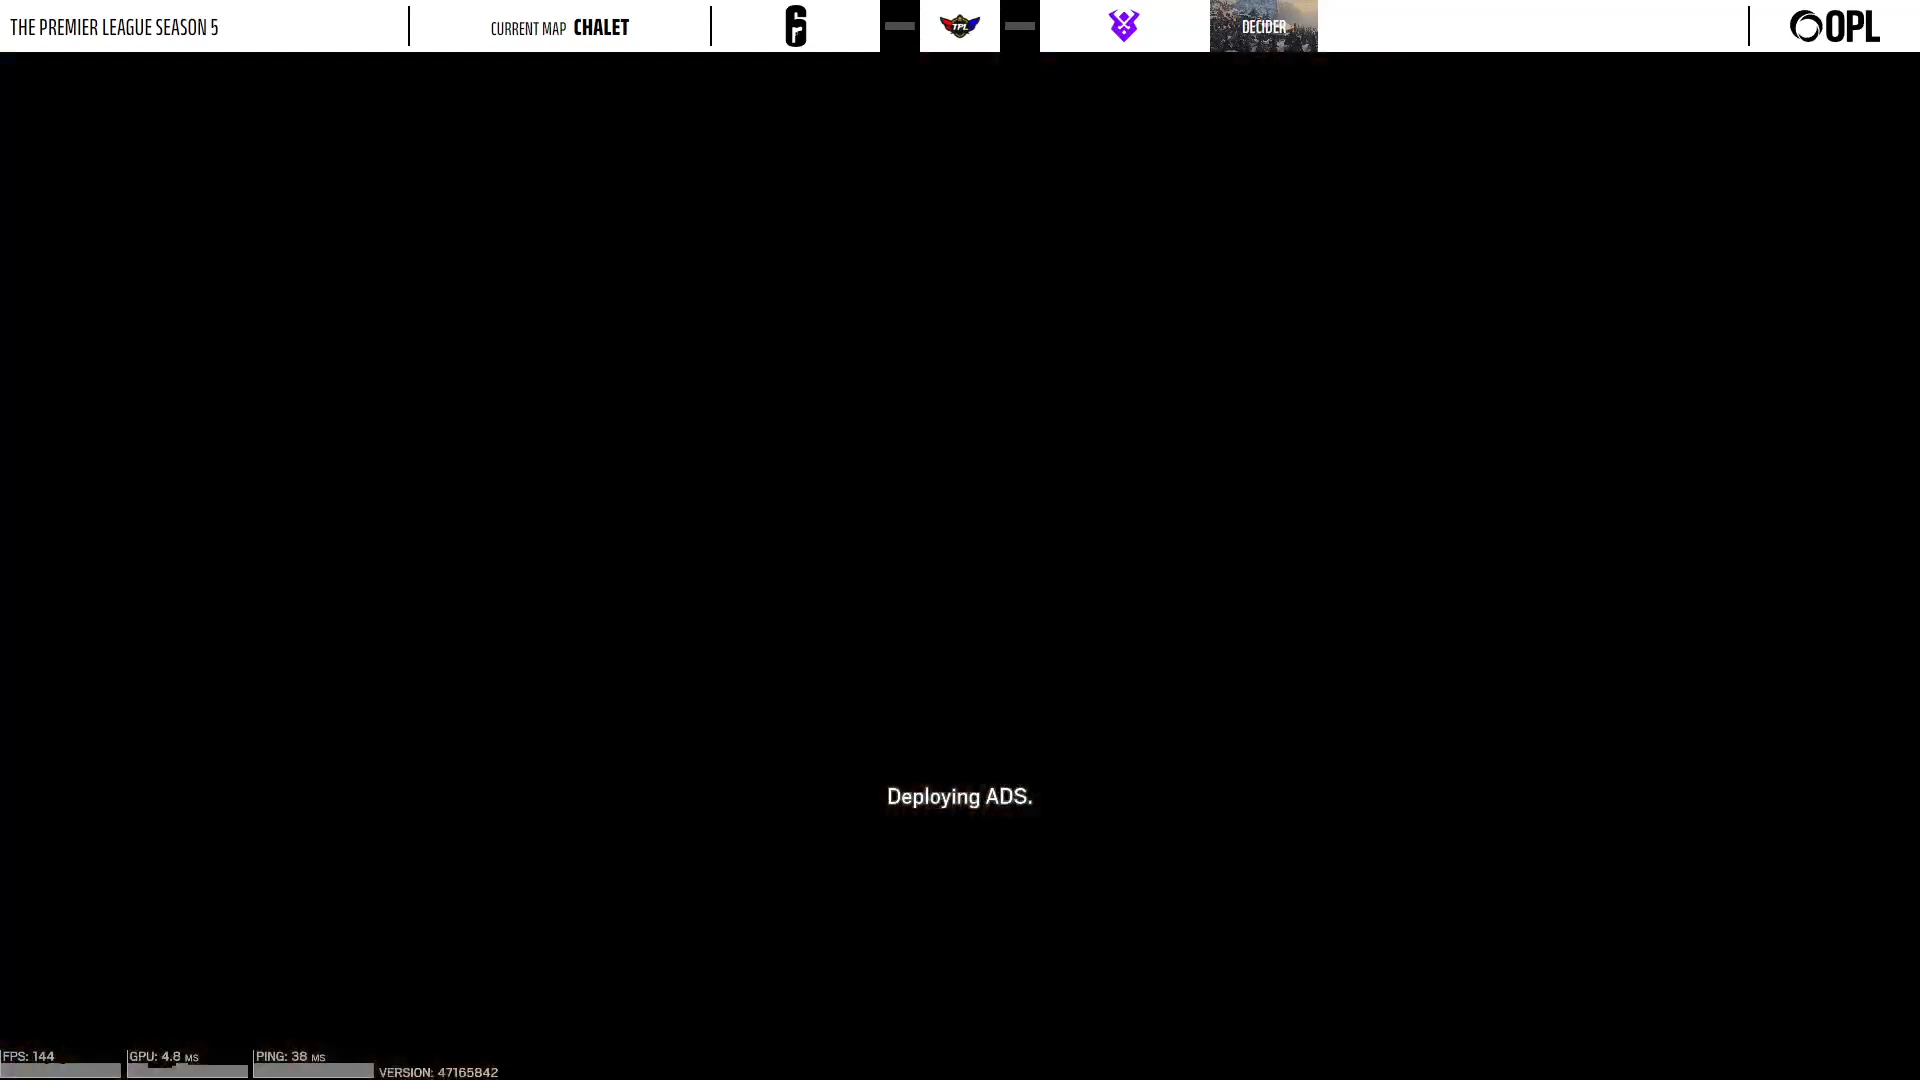 THE PREMIER LEAGUE SEASON 5
CURRENT MAP CHALET
TPL
DECIDER
OPL
Deploying ADS.
FPS: 144
GPU: 4.8 MS
PING: 38 MS
VERSION: 47165842